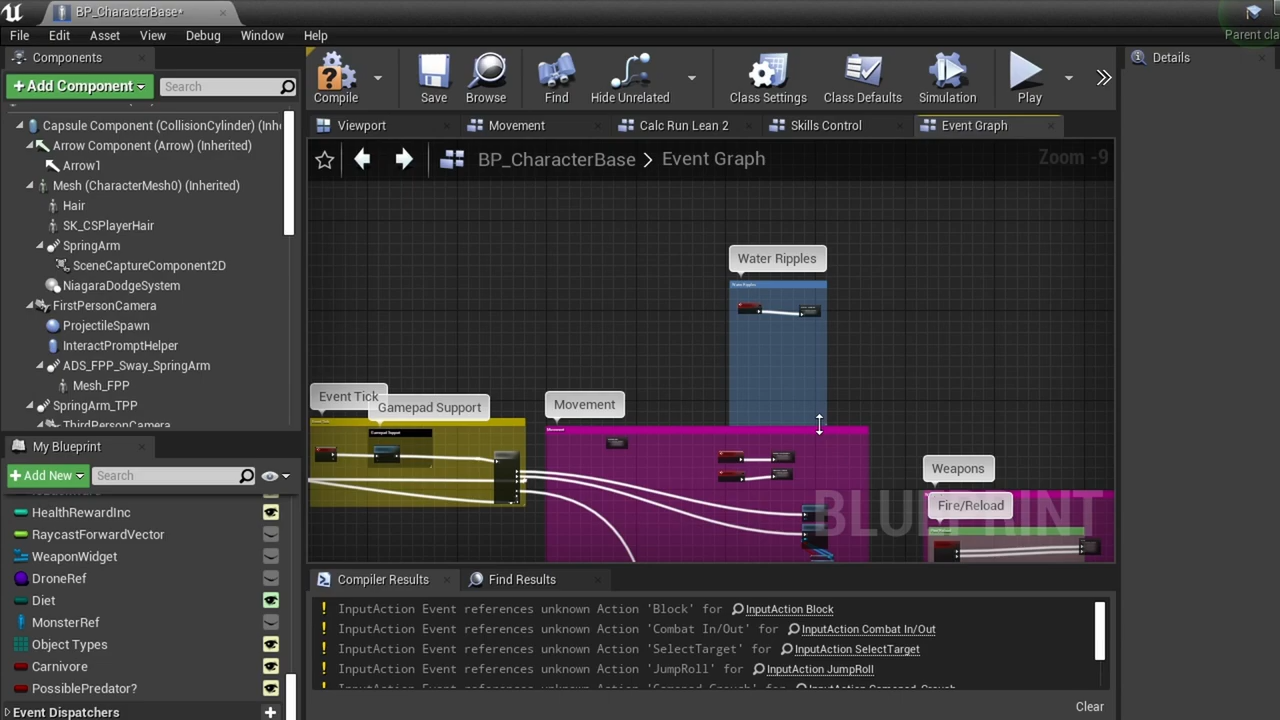 BP_CharacterBase*
Parent cla
File Edit Asset View Debug Window Help
Components
+Add Component
Search
Compile
Save
Browse
Find
Hide Unrelated
Class Settings
Class Defaults
Simulation
Play
Details
Capsule Component (CollisionCylinder) (Inhe
Arrow Component (Arrow) (Inherited)
Arrow1
Mesh (CharacterMesh0) (Inherited)
Hair
SK_CSPlayerHair
SpringArm
SceneCaptureComponent2D
NiagaraDodgeSystem
FirstPersonCamera
ProjectileSpawn
InteractPromptHelper
ADS_FPP_Sway_SpringArm
Mesh_FPP
SpringArm_TPP
ThirdPersonCamera
Viewport
Movement
Calc Run Lean 2
Skills Control
Event Graph
BP_CharacterBase > Event Graph
Zoom -9
Water Ripples
Water Ripples
Event Tick
Gamepad Support
Gamepad Support
Movement
Movement
Weapons
Fire/Reload
BLUEPRINT
My Blueprint
+Add New
Search
HealthRewardInc
RaycastForwardVector
WeaponWidget
DroneRef
Diet
MonsterRef
Object Types
Carnivore
PossiblePredator?
Event Dispatchers
Compiler Results
Find Results
InputAction Event references unknown Action 'Block' for InputAction Block
InputAction Event references unknown Action 'Combat In/Out' for InputAction Combat In/Out
InputAction Event references unknown Action 'SelectTarget' for InputAction SelectTarget
InputAction Event references unknown Action 'JumpRoll' for InputAction JumpRoll
Clear